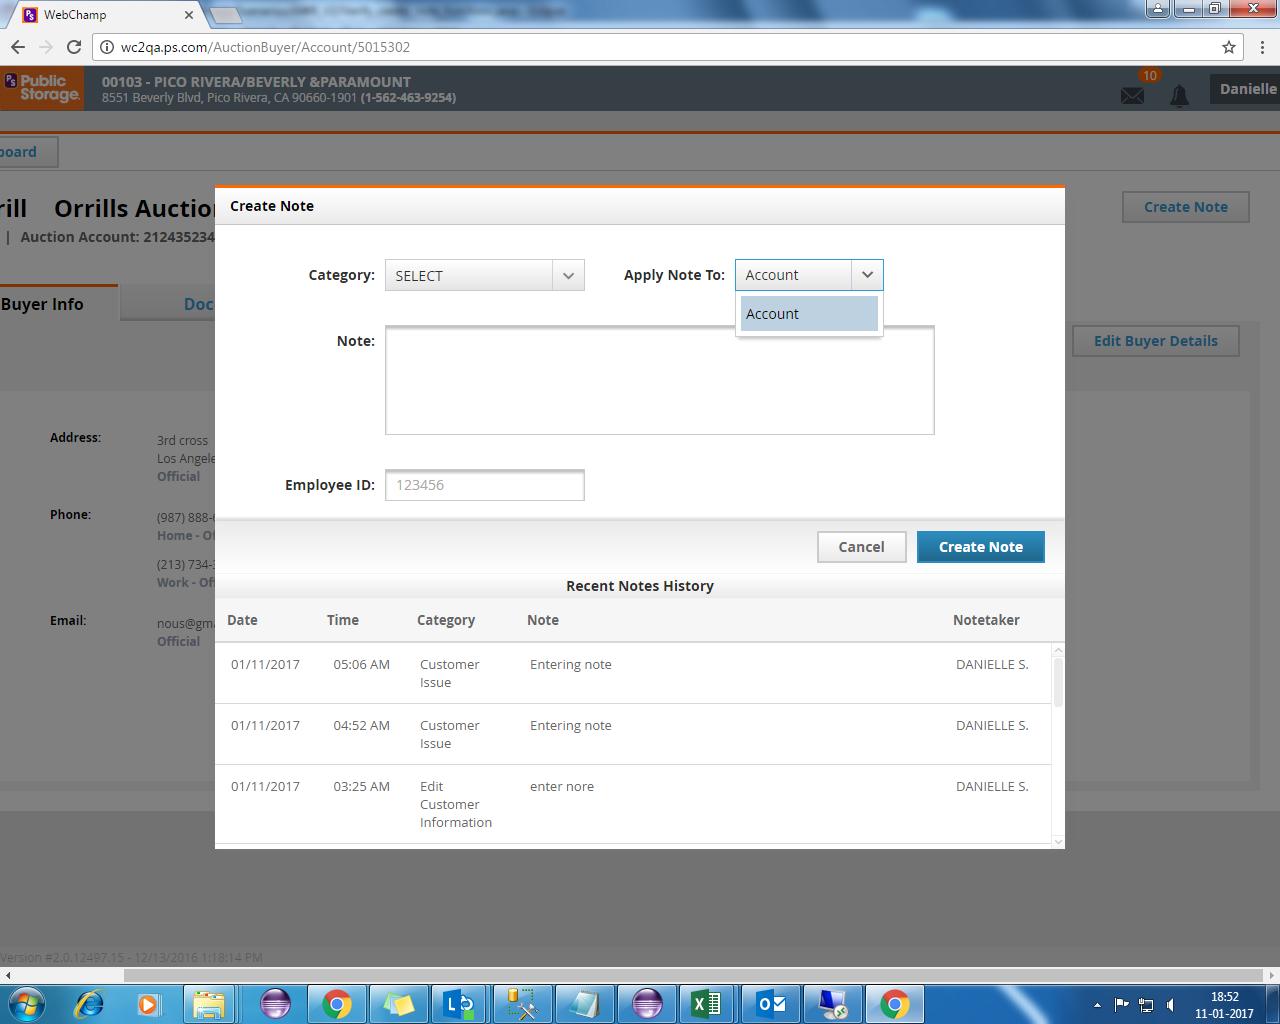 WebChamp
wc2qa.ps.com/AuctionBuyer/Account/5015302
Public Storage.
00103 - PICO RIVERA/BEVERLY &PARAMOUNT
8551 Beverly Blvd, Pico Rivera, CA 90660-1901 (1-562-463-9254)
10
Danielle
board
rill Orrills Auction
| Auction Account: 212435234
Create Note
Buyer Info
Doc
Edit Buyer Details
Address:
3rd cross
Los Angele
Official
Phone:
(987) 888-6
Home - Of
(213) 734-3
Work - Off
Email:
nous@gma
Official
Create Note
Category: SELECT
Apply Note To: Account
Account
Note:
Employee ID: 123456
Cancel
Create Note
Recent Notes History
Date Time Category Note Notetaker
01/11/2017 05:06 AM Customer Issue Entering note DANIELLE S.
01/11/2017 04:52 AM Customer Issue Entering note DANIELLE S.
01/11/2017 03:25 AM Edit Customer Information enter nore DANIELLE S.
Version #2.0.12497.15 - 12/13/2016 1:18:14 PM
18:52
11-01-2017